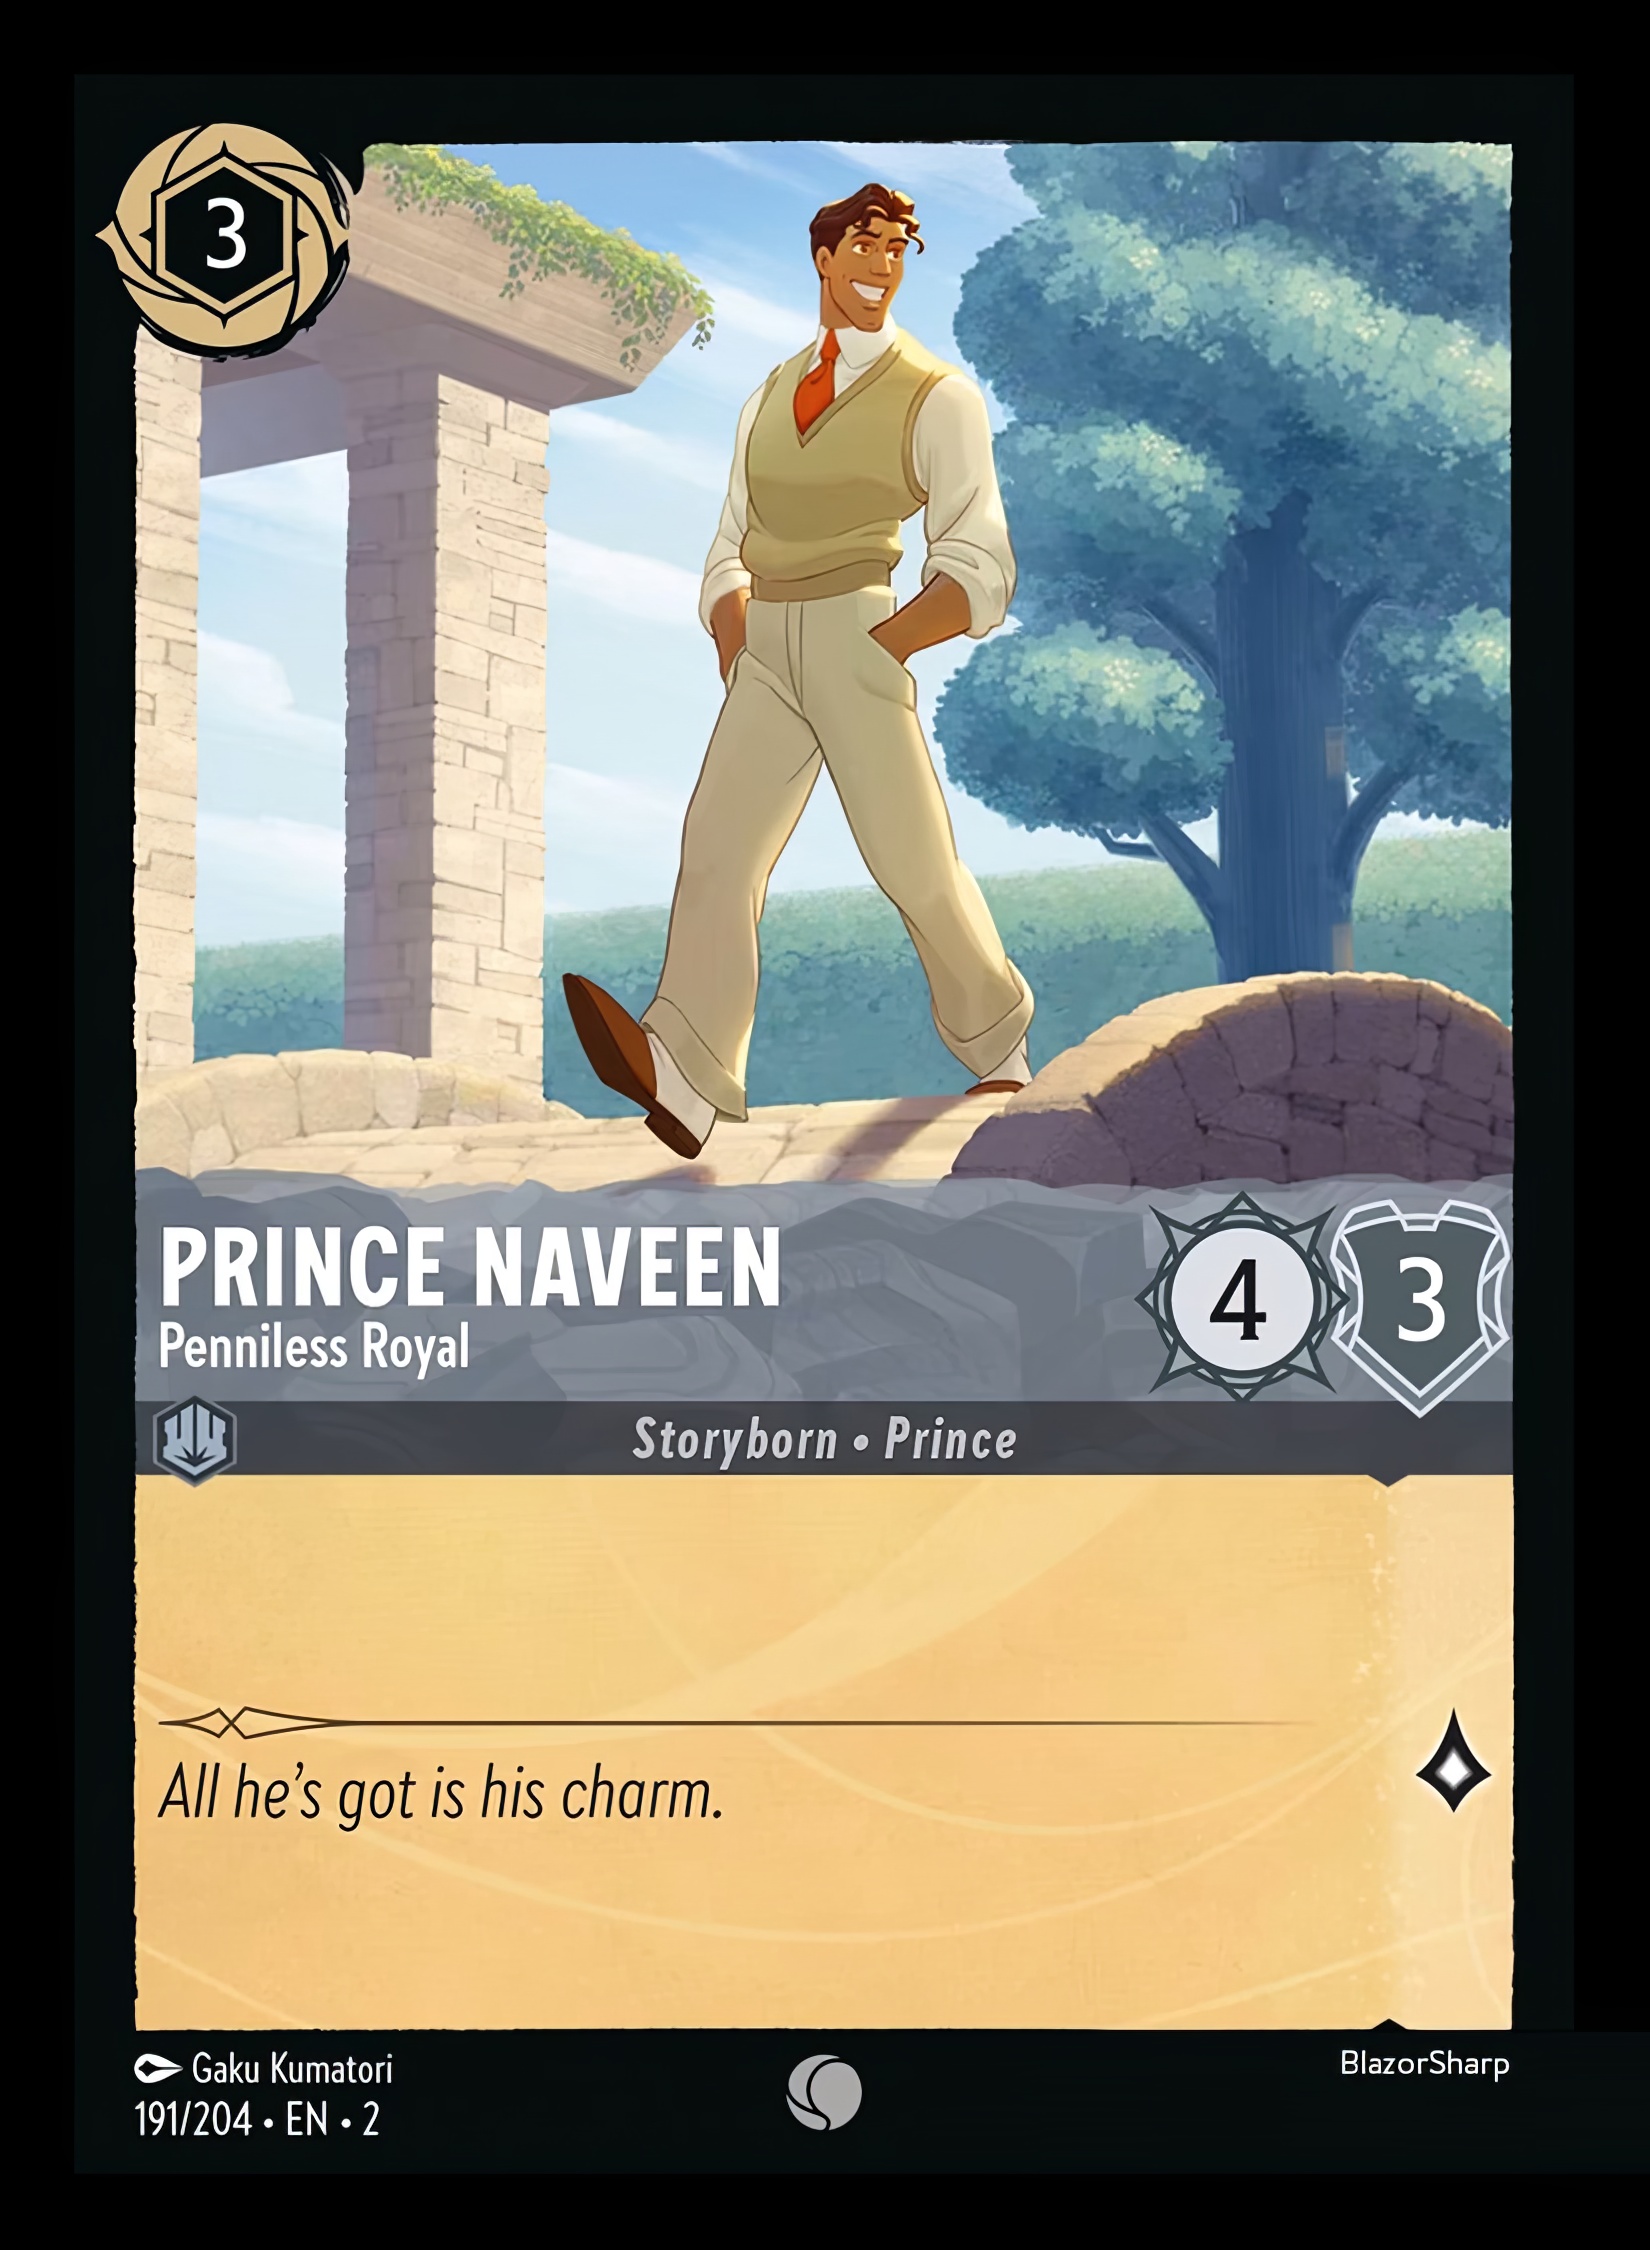 3
PRINCE NAVEEN
Penniless Royal
4
3
Storyborn • Prince
All he's got is his charm.
Gaku Kumatori
191/204 • EN • 2
BlazorSharp